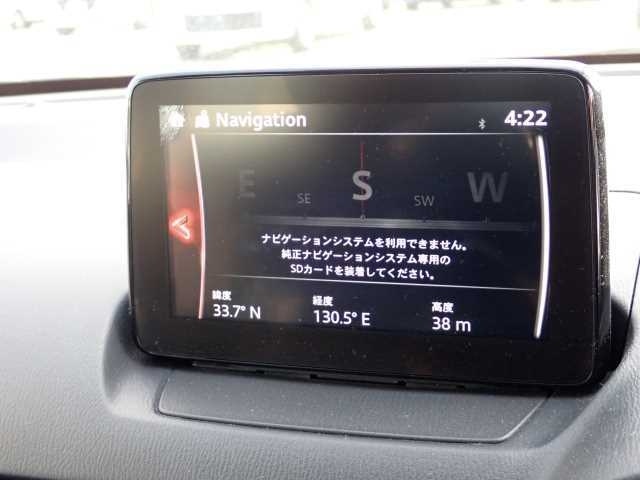 Navigation
4:22
E
SE
S
SW
W
ナビゲーションシステムを利用できません。
純正ナビゲーションシステム専用の
SDカードを装着してください。
緯度
経度
高度
33.7° N
130.5° E
38 m